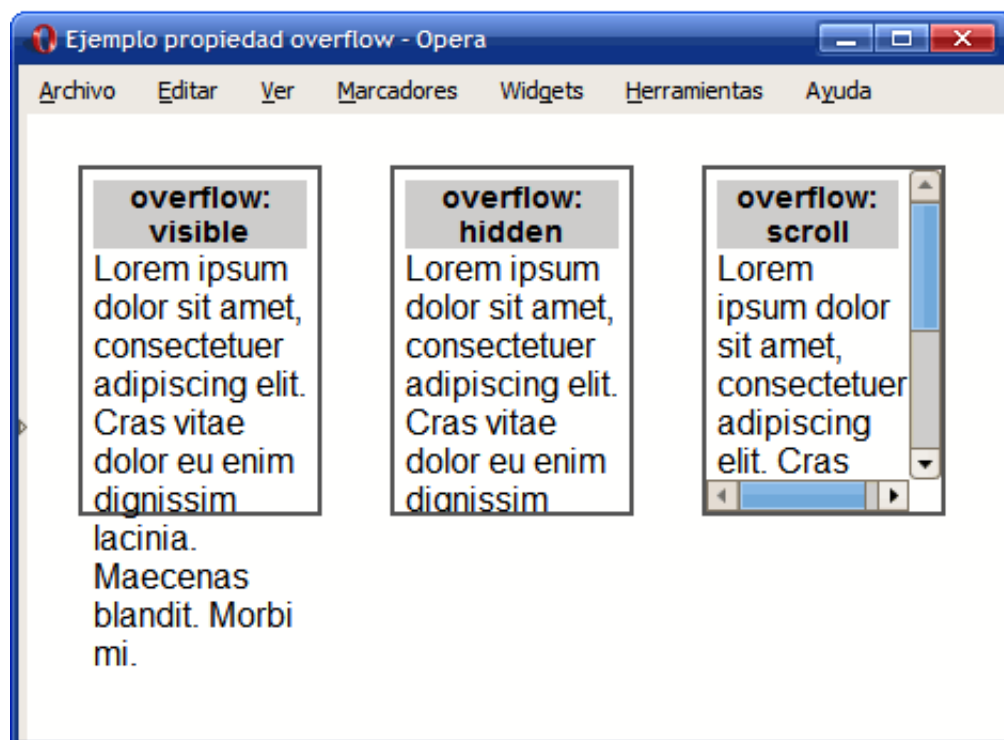 Ejemplo propiedad overflow - Opera
Archivo Editar Ver Marcadores Widgets Herramientas Ayuda
overflow:
visible
Lorem ipsum
dolor sit amet,
consectetuer
adipiscing elit.
Cras vitae
dolor eu enim
dignissim
lacinia.
Maecenas
blandit. Morbi
mi.
overflow:
hidden
Lorem ipsum
dolor sit amet,
consectetuer
adipiscing elit.
Cras vitae
dolor eu enim
dignissim
overflow:
scroll
Lorem
ipsum dolor
sit amet,
consectetuer
adipiscing
elit. Cras